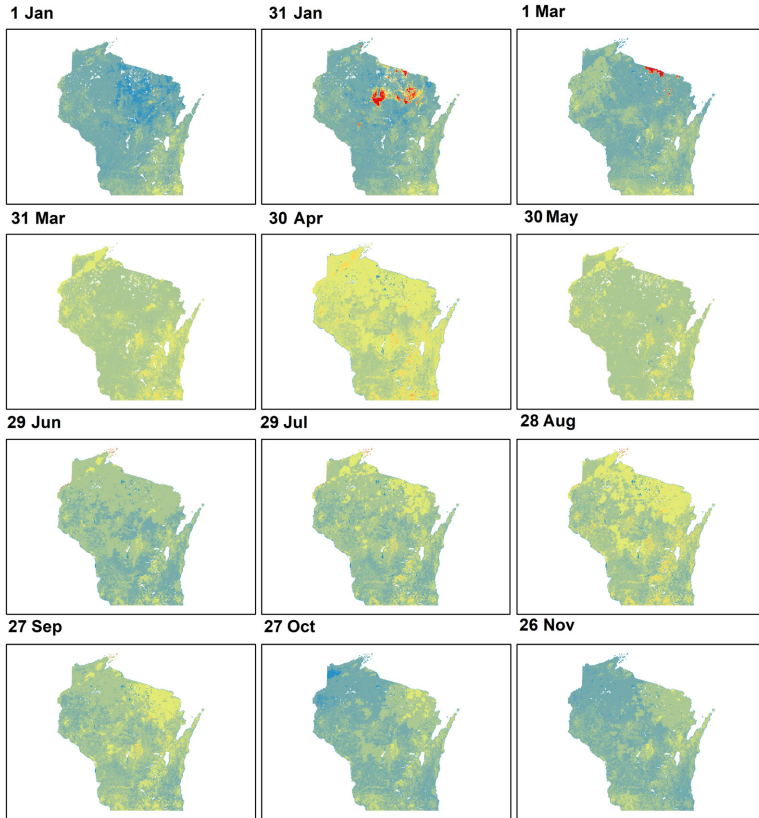 1 Jan
31 Jan
1 Mar
31 Mar
30 Apr
30 May
29 Jun
29 Jul
28 Aug
27 Sep
27 Oct
26 Nov